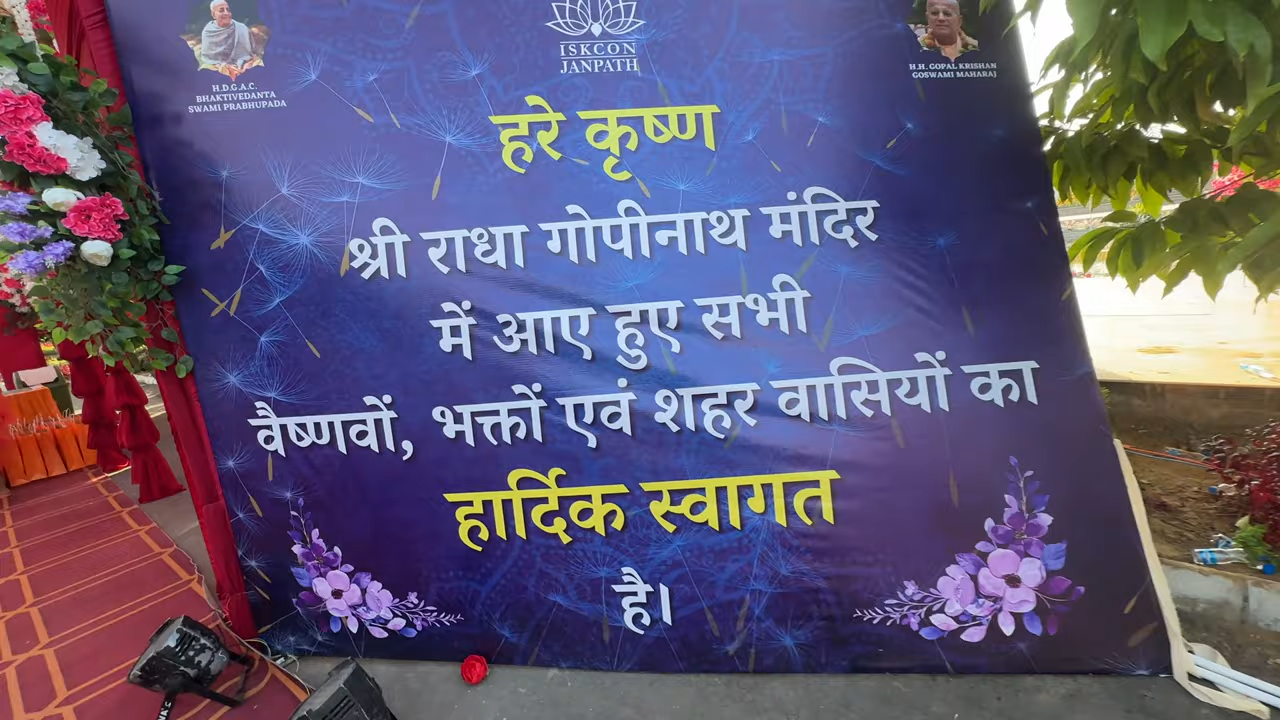 H.D.G.A.C.
BHAKTIVEDANTA
SWAMI PRABHUPADA
ISKCON
JANPATH
H.H. GOPAL KRISHAN
GOSWAMI MAHARAJ
हरे कृष्ण
श्री राधा गोपीनाथ मंदिर
में आए हुए सभी
वैष्णवों, भक्तों एवं शहर वासियों का
हार्दिक स्वागत
है।